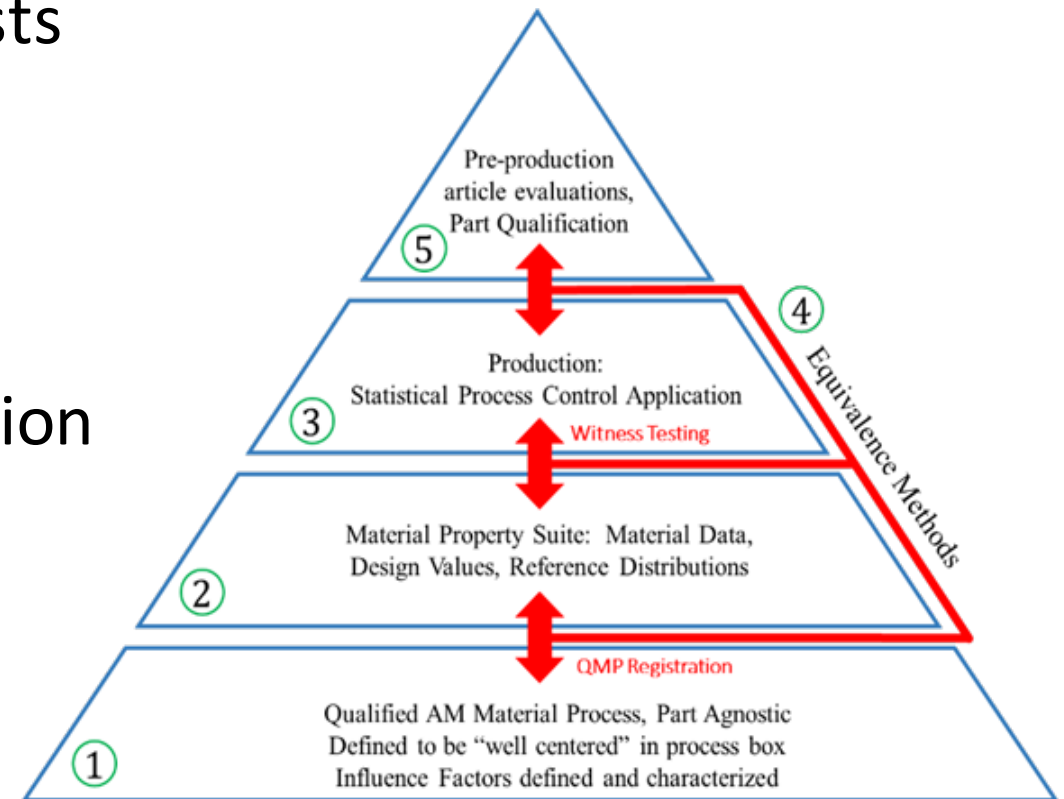 sts
Pre-production
article evaluations,
Part Qualification
5
4
Equivalence Methods
Production:
Statistical Process Control Application
3
ion
Witness Testing
Material Property Suite: Material Data,
Design Values, Reference Distributions
2
QMP Registration
Qualified AM Material Process, Part Agnostic
Defined to be “well centered” in process box
Influence Factors defined and characterized
1